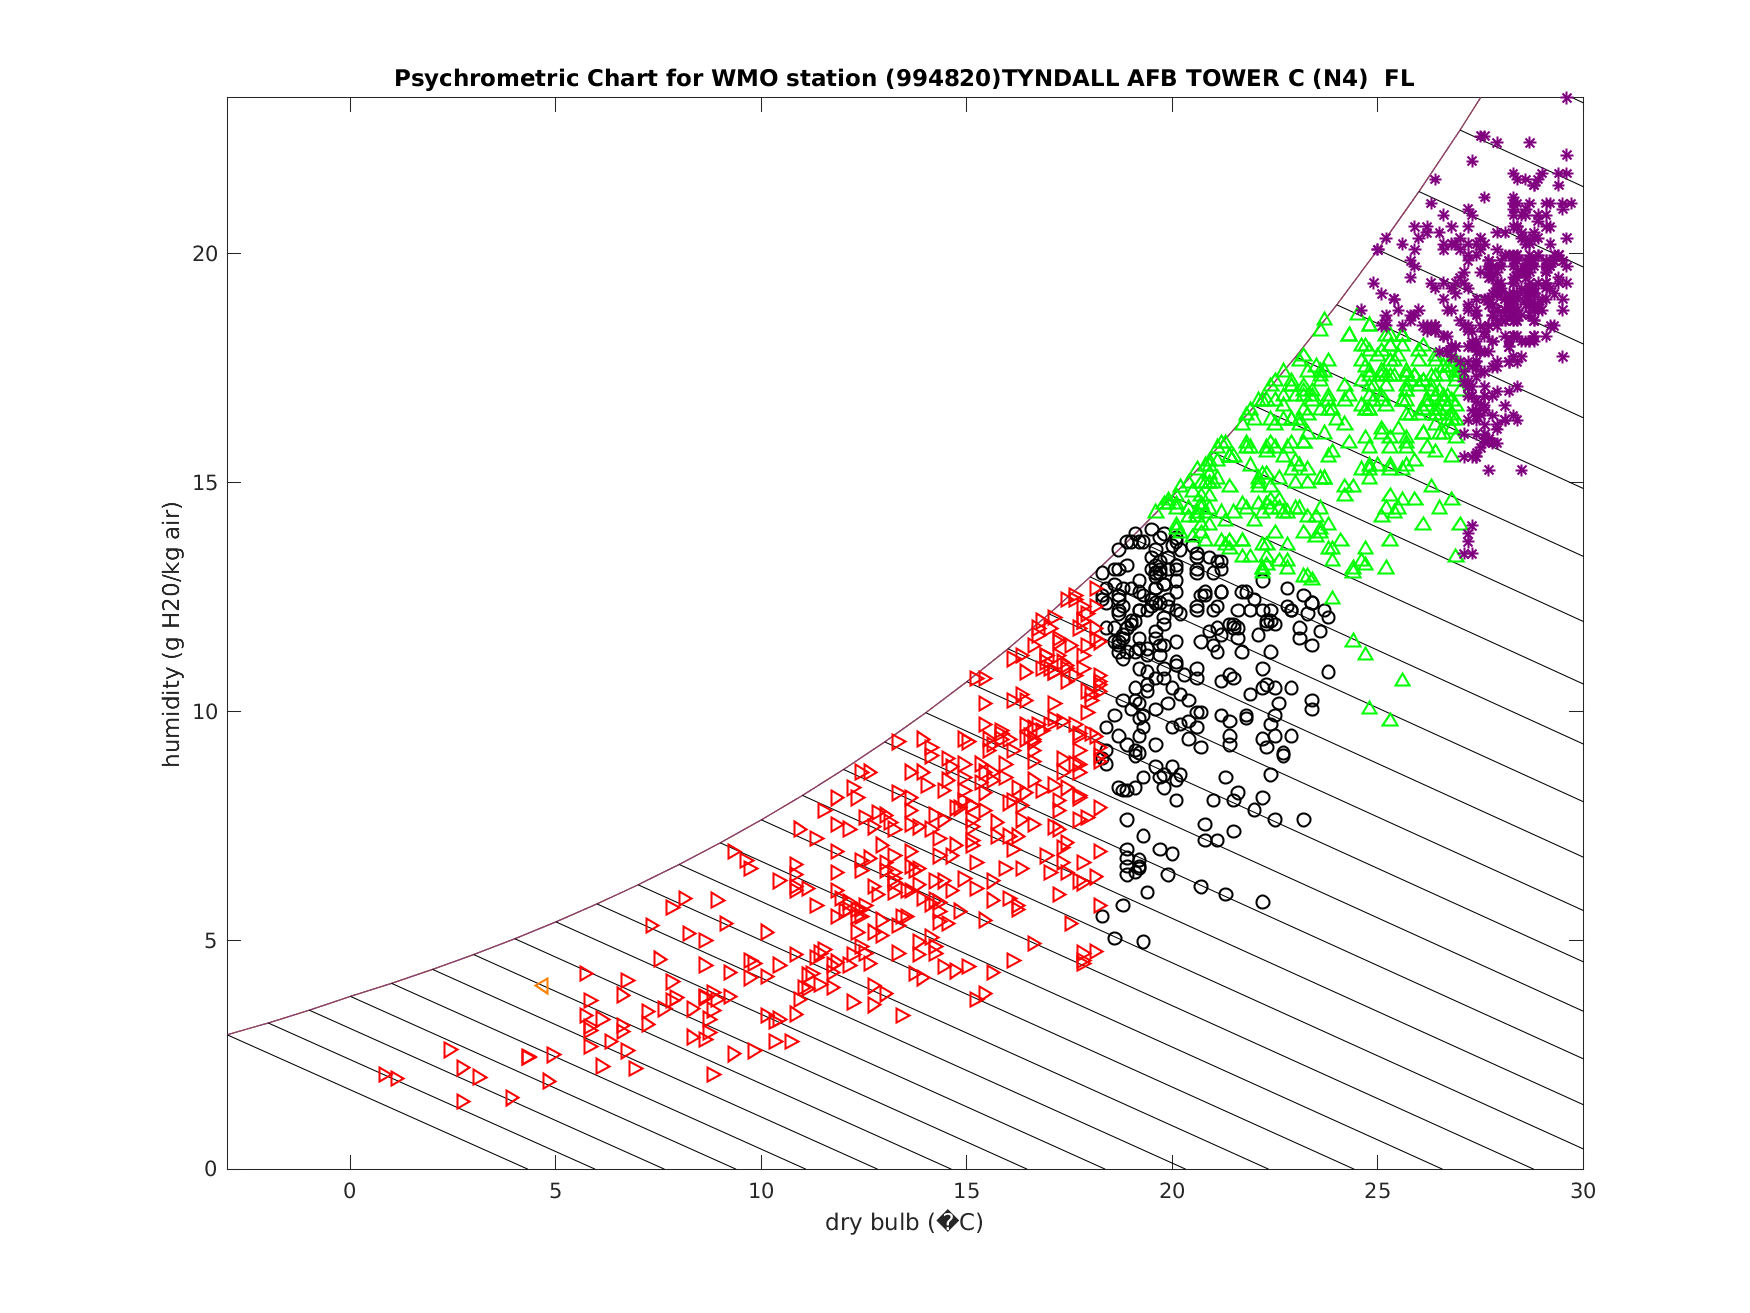 Psychrometric Chart for WMO station (994820)TYNDALL AFB TOWER C (N4)  FL
humidity (g H20/kg air)
20
15
10
5
0
0 5 10 15 20 25 30
dry bulb (�C)